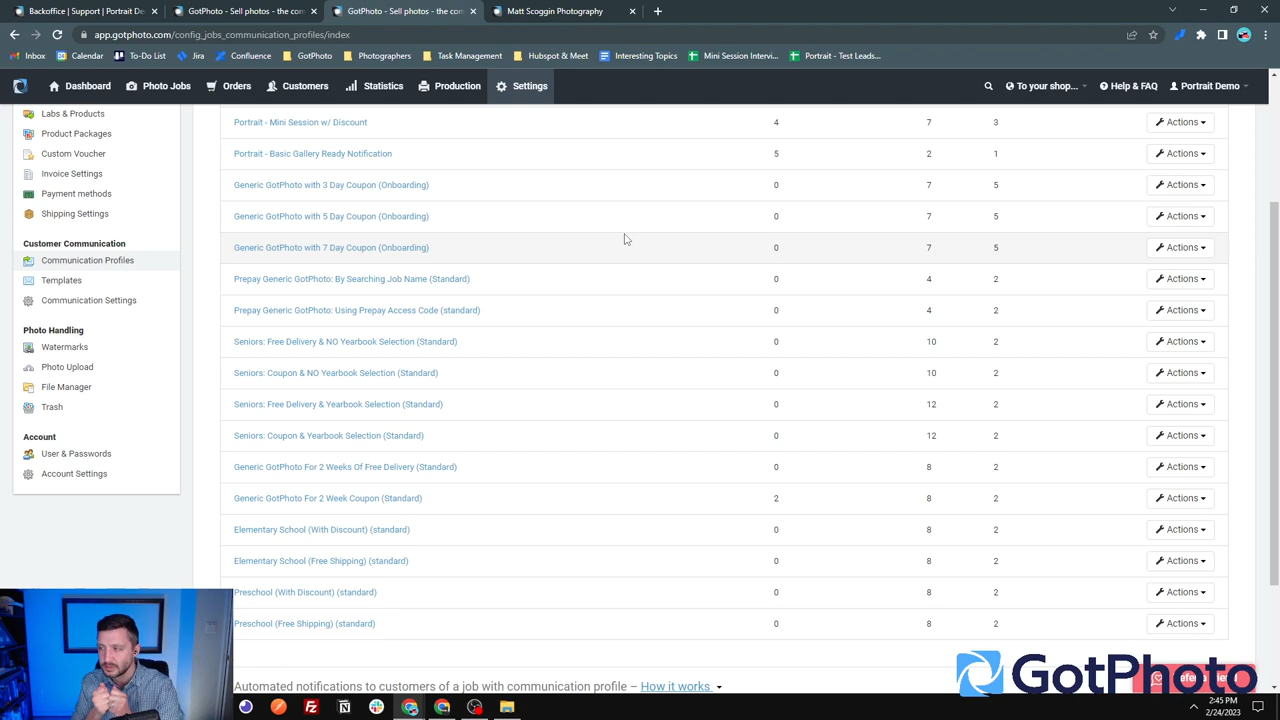 Backoffice | Portrait De
GotPhoto - Sell photos - the con
GotPhoto - Sell photos - the con
Matt Scoggin Photography
app.gotphoto.com/config_jobs_communication_profiles/index
Inbox
To-Do List
DT Calendar
Confluence
GotPhoto
Portraits
Task Management
Hubspot & Meet
Interesting Topics
Mini Session Interv...
Portrait - Test Leads...
Dashboard
Photo Jobs
Orders
Customers
Statistics
Production
Settings
To your shop...
Help & FAQ
Portrait Demo
Labs & Products
Product Packages
Custom Voucher
Invoice Settings
Payment methods
Shipping Settings
Customer Communication
Communication Profiles
Templates
Communication Settings
Photo Handling
Watermarks
Photo Upload
File Manager
Trash
Account
User & Passwords
Account Settings
Portrait - Mini Session w/ Discount 4 7 3 Actions
Portrait - Basic Gallery Ready Notification 5 2 1 Actions
Generic GotPhoto with 3 Day Coupon (Onboarding) 0 7 5 Actions
Generic GotPhoto with 5 Day Coupon (Onboarding) 0 7 5 Actions
Generic GotPhoto with 7 Day Coupon (Onboarding) 0 7 5 Actions
Prepay Generic GotPhoto: By Searching Job Name (Standard) 0 4 2 Actions
Prepay Generic GotPhoto: Using Prepay Access Code (standard) 0 4 2 Actions
Seniors: Free Delivery & NO Yearbook Selection (Standard) 0 10 2 Actions
Seniors: Coupon & NO Yearbook Selection (Standard) 0 10 2 Actions
Seniors: Free Delivery & Yearbook Selection (Standard) 0 12 2 Actions
Seniors: Coupon & Yearbook Selection (Standard) 0 12 2 Actions
Generic GotPhoto For 2 Weeks Of Free Delivery (Standard) 0 8 2 Actions
Generic GotPhoto For 2 Week Coupon (Standard) 2 8 2 Actions
Elementary School (With Discount) (standard) 0 8 2 Actions
Elementary School (Free Shipping) (standard) 0 8 2 Actions
Preschool (With Discount) (standard) 0 8 2 Actions
Preschool (Free Shipping) (standard) 0 8 2 Actions
Automated notifications to customers of a job with communication profile – How it works
GotPhoto
2:45 PM
2/24/2023